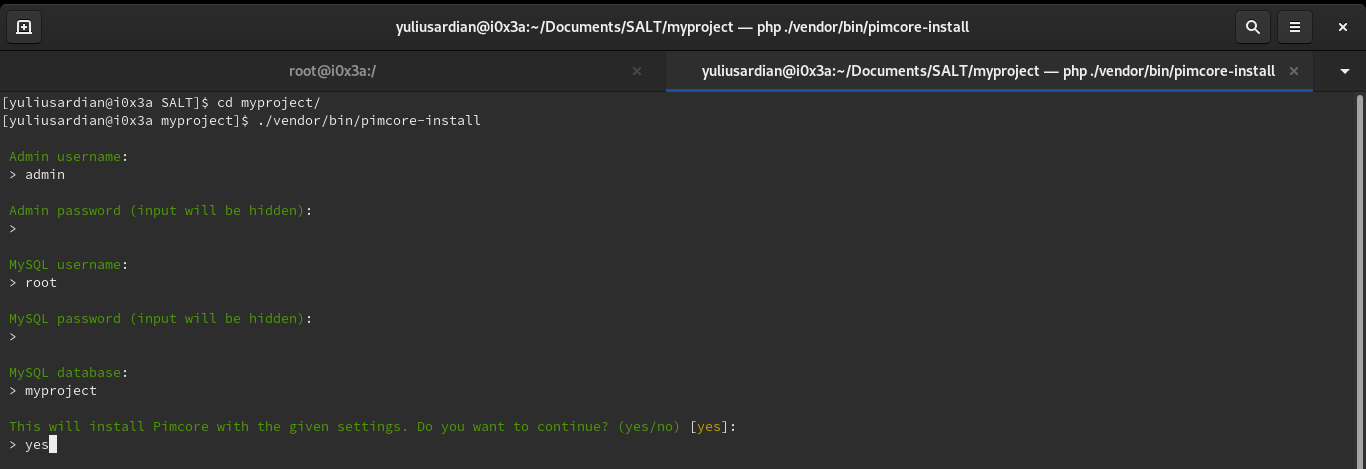 yuliusardian@i0x3a:~/Documents/SALT/myproject — php ./vendor/bin/pimcore-install
root@i0x3a:/
yuliusardian@i0x3a:~/Documents/SALT/myproject — php ./vendor/bin/pimcore-install
[yuliusardian@i0x3a SALT]$ cd myproject/
[yuliusardian@i0x3a myproject]$ ./vendor/bin/pimcore-install
Admin username:
> admin
Admin password (input will be hidden):
>
MySQL username:
> root
MySQL password (input will be hidden):
>
MySQL database:
> myproject
This will install Pimcore with the given settings. Do you want to continue? (yes/no) [yes]:
> yes